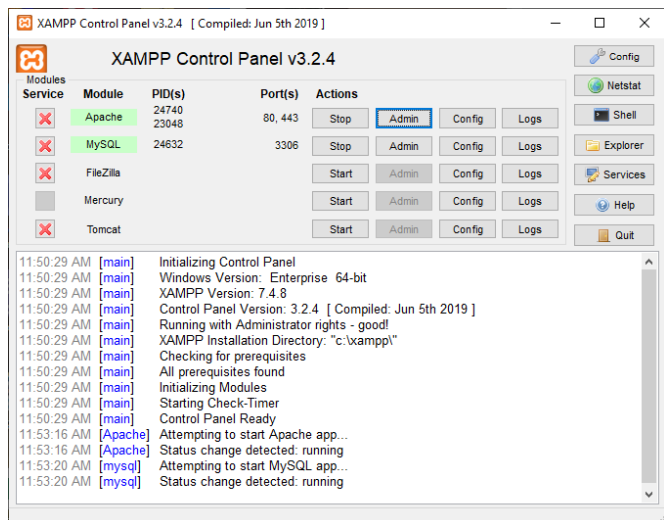 XAMPP Control Panel v3.2.4 [ Compiled: Jun 5th 2019 ]
XAMPP Control Panel v3.2.4
Config
Modules
Service Module PID(s) Port(s) Actions
Netstat
Apache 24740 23048 80, 443 Stop Admin Config Logs
Shell
MySQL 24632 3306 Stop Admin Config Logs
Explorer
FileZilla Start Admin Config Logs
Services
Mercury Start Admin Config Logs
Help
Tomcat Start Admin Config Logs
Quit
11:50:29 AM [main] Initializing Control Panel
11:50:29 AM [main] Windows Version: Enterprise 64-bit
11:50:29 AM [main] XAMPP Version: 7.4.8
11:50:29 AM [main] Control Panel Version: 3.2.4 [ Compiled: Jun 5th 2019 ]
11:50:29 AM [main] Running with Administrator rights - good!
11:50:29 AM [main] XAMPP Installation Directory: "c:\xampp\"
11:50:29 AM [main] Checking for prerequisites
11:50:29 AM [main] All prerequisites found
11:50:29 AM [main] Initializing Modules
11:50:29 AM [main] Starting Check-Timer
11:50:29 AM [main] Control Panel Ready
11:53:16 AM [Apache] Attempting to start Apache app...
11:53:16 AM [Apache] Status change detected: running
11:53:20 AM [mysql] Attempting to start MySQL app...
11:53:20 AM [mysql] Status change detected: running